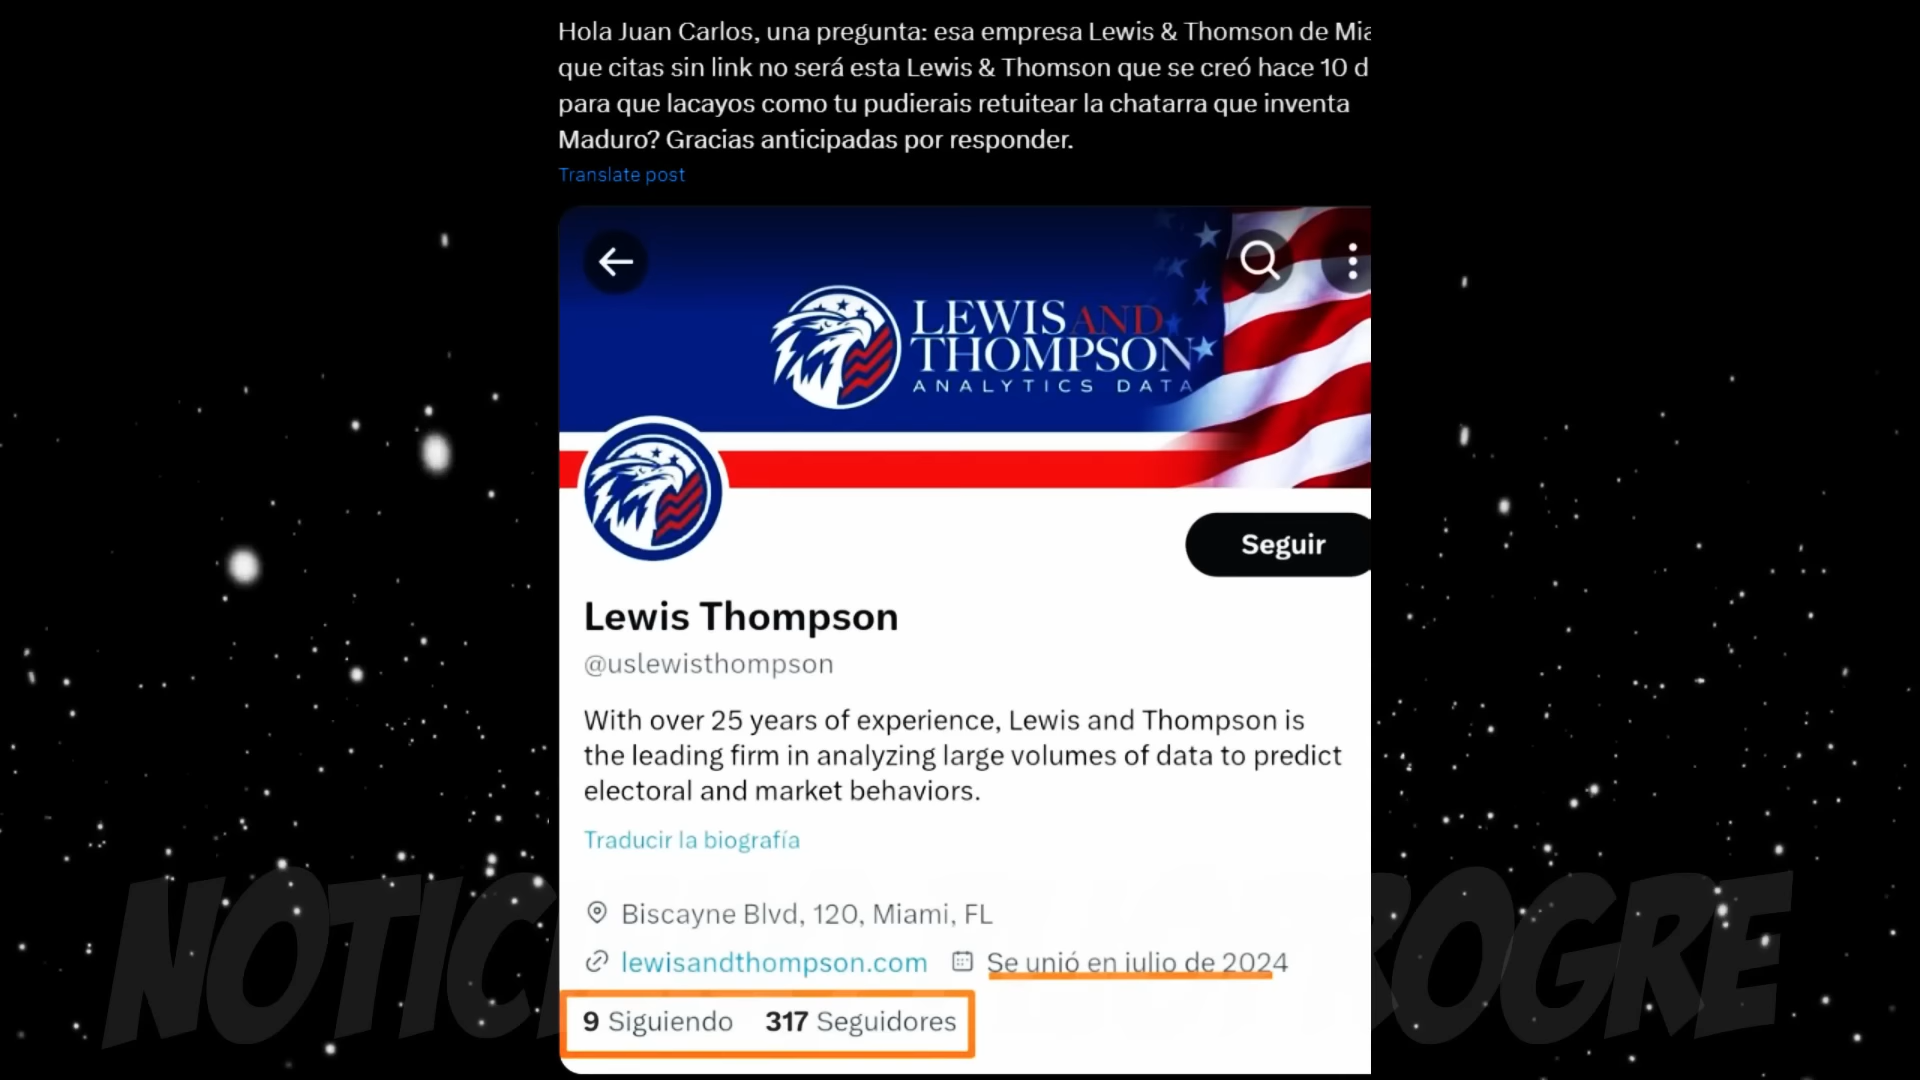 Hola Juan Carlos, una pregunta: esa empresa Lewis & Thomson de
que citas sin link no será esta Lewis & Thomson que se creó hace 10
para que lacayos como tu pudierais retuitear la chatarra que inventa
Maduro? Gracias anticipadas por responder.
Translate post
LEWIS AND
THOMPSON
ANALYTICS DATA
Seguir
Lewis Thompson
@uslewisthompson
With over 25 years of experience, Lewis and Thompson is
the leading firm in analyzing large volumes of data to predict
electoral and market behaviors.
Traducir la biografía
Biscayne Blvd, 120, Miami, FL
lewisandthompson.com Se unió en julio de 2024
9 Siguiendo 317 Seguidores